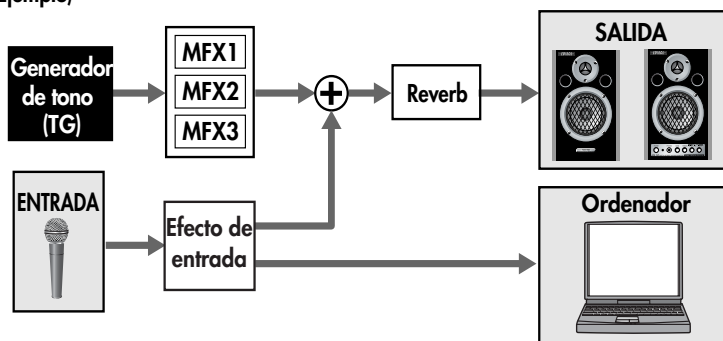 Ejemplo)
SALIDA
MFX1
Generador
de tono
(TG)
MFX2
+
Reverb
MFX3
ENTRADA
Efecto de
entrada
Ordenador